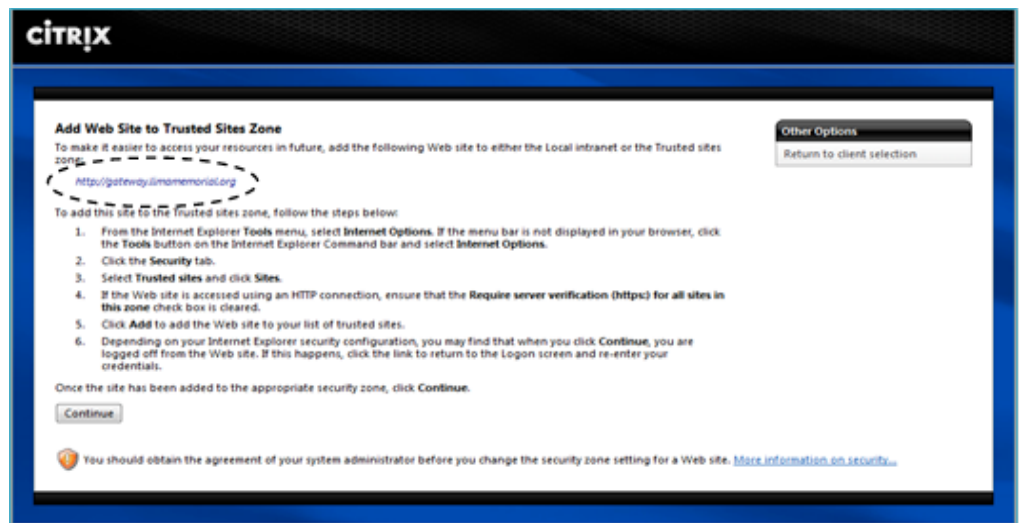 CITRIX
Add Web Site to Trusted Sites Zone
To make it easier to access your resources in future, add the following Web site to either the Local intranet or the Trusted sites
zone:
http://gateway.limamemorial.org
To add this site to the Trusted sites zone, follow the steps below:
1. From the Internet Explorer Tools menu, select Internet Options. If the menu bar is not displayed in your browser, click
the Tools button on the Internet Explorer Command bar and select Internet Options.
2. Click the Security tab.
3. Select Trusted sites and click Sites.
4. If the Web site is accessed using an HTTP connection, ensure that the Require server verification (https:) for all sites in
this zone check box is cleared.
5. Click Add to add the Web site to your list of trusted sites.
6. Depending on your Internet Explorer security configuration, you may find that when you click Continue, you are
logged off from the Web site. If this happens, click the link to return to the Logon screen and re-enter your
credentials.
Once the site has been added to the appropriate security zone, click Continue.
Continue
You should obtain the agreement of your system administrator before you change the security zone setting for a Web site. More information on security...
Other Options
Return to client selection